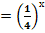 = (1/4)^x